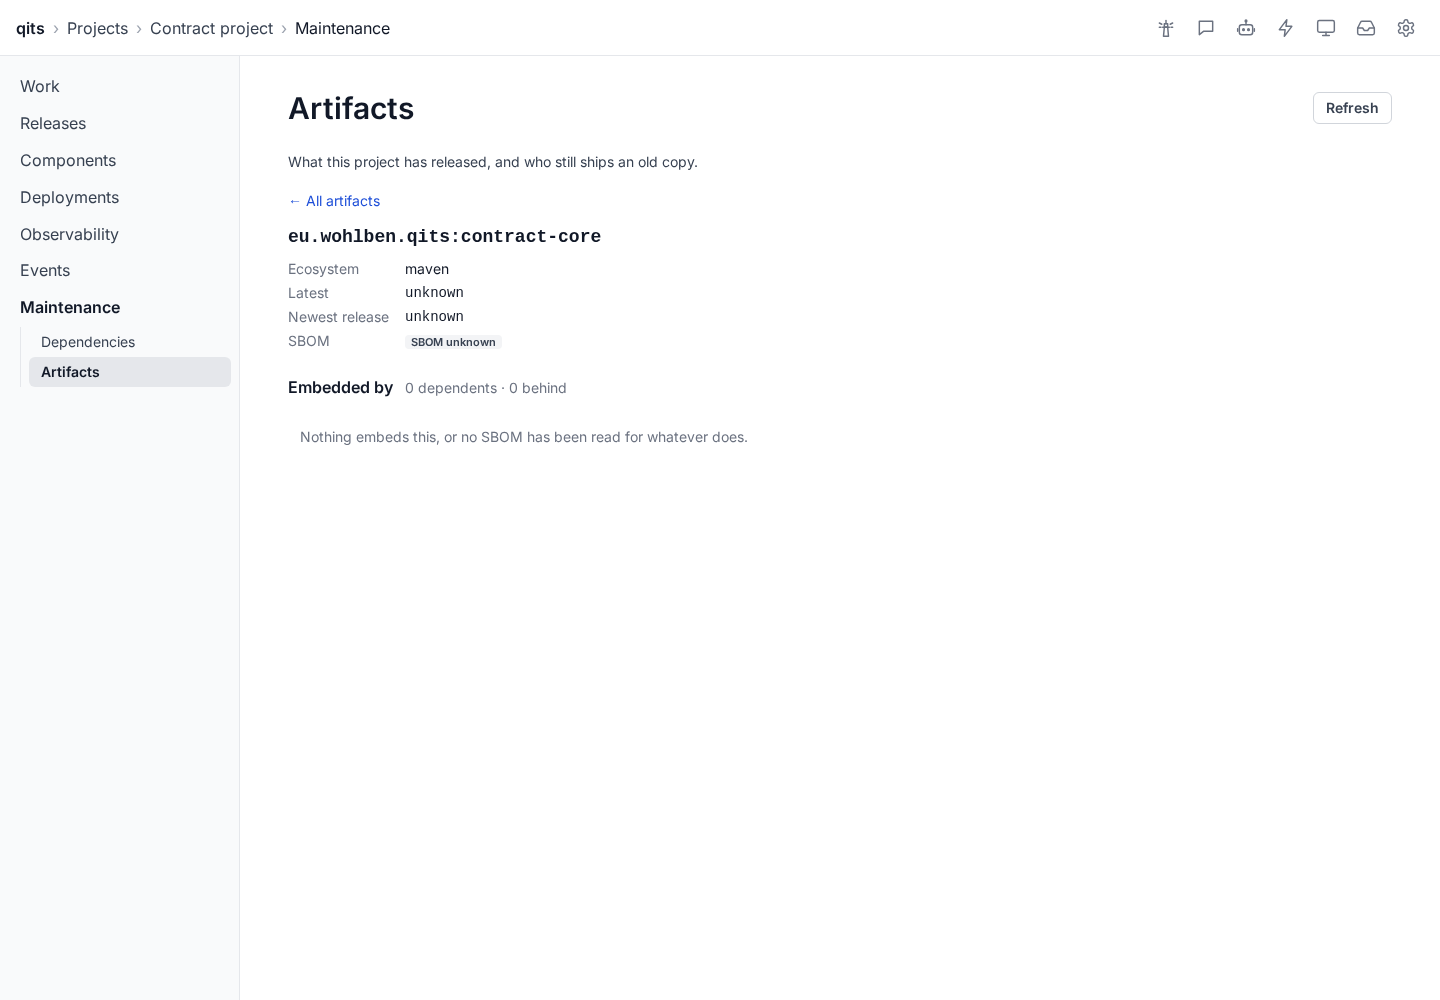 qits › Projects › Contract project › Maintenance
Work
Releases
Components
Deployments
Observability
Events
Maintenance
Dependencies
Artifacts
Artifacts
Refresh
What this project has released, and who still ships an old copy.
← All artifacts
eu.wohlben.qits:contract-core
Ecosystem maven
Latest unknown
Newest release unknown
SBOM SBOM unknown
Embedded by 0 dependents · 0 behind
Nothing embeds this, or no SBOM has been read for whatever does.